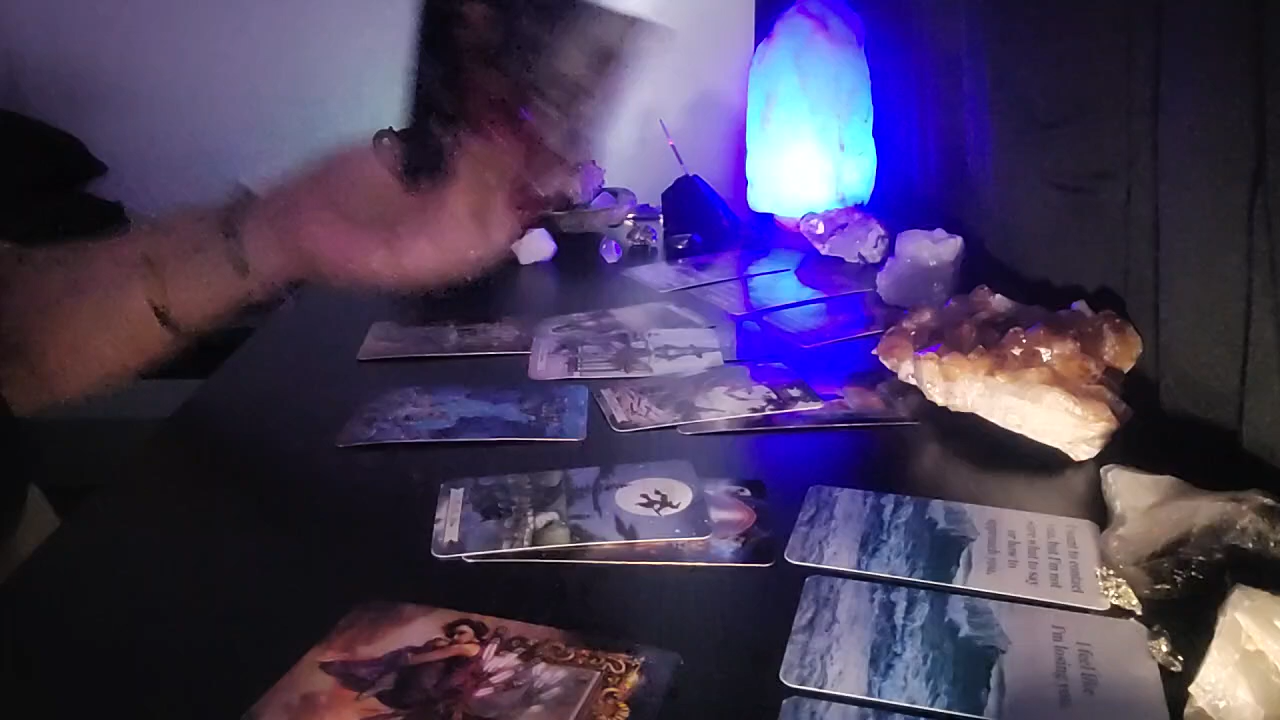 I want to contact
you, but I'm not
sure what to say
or how to
approach you.
I feel like
I'm losing you.